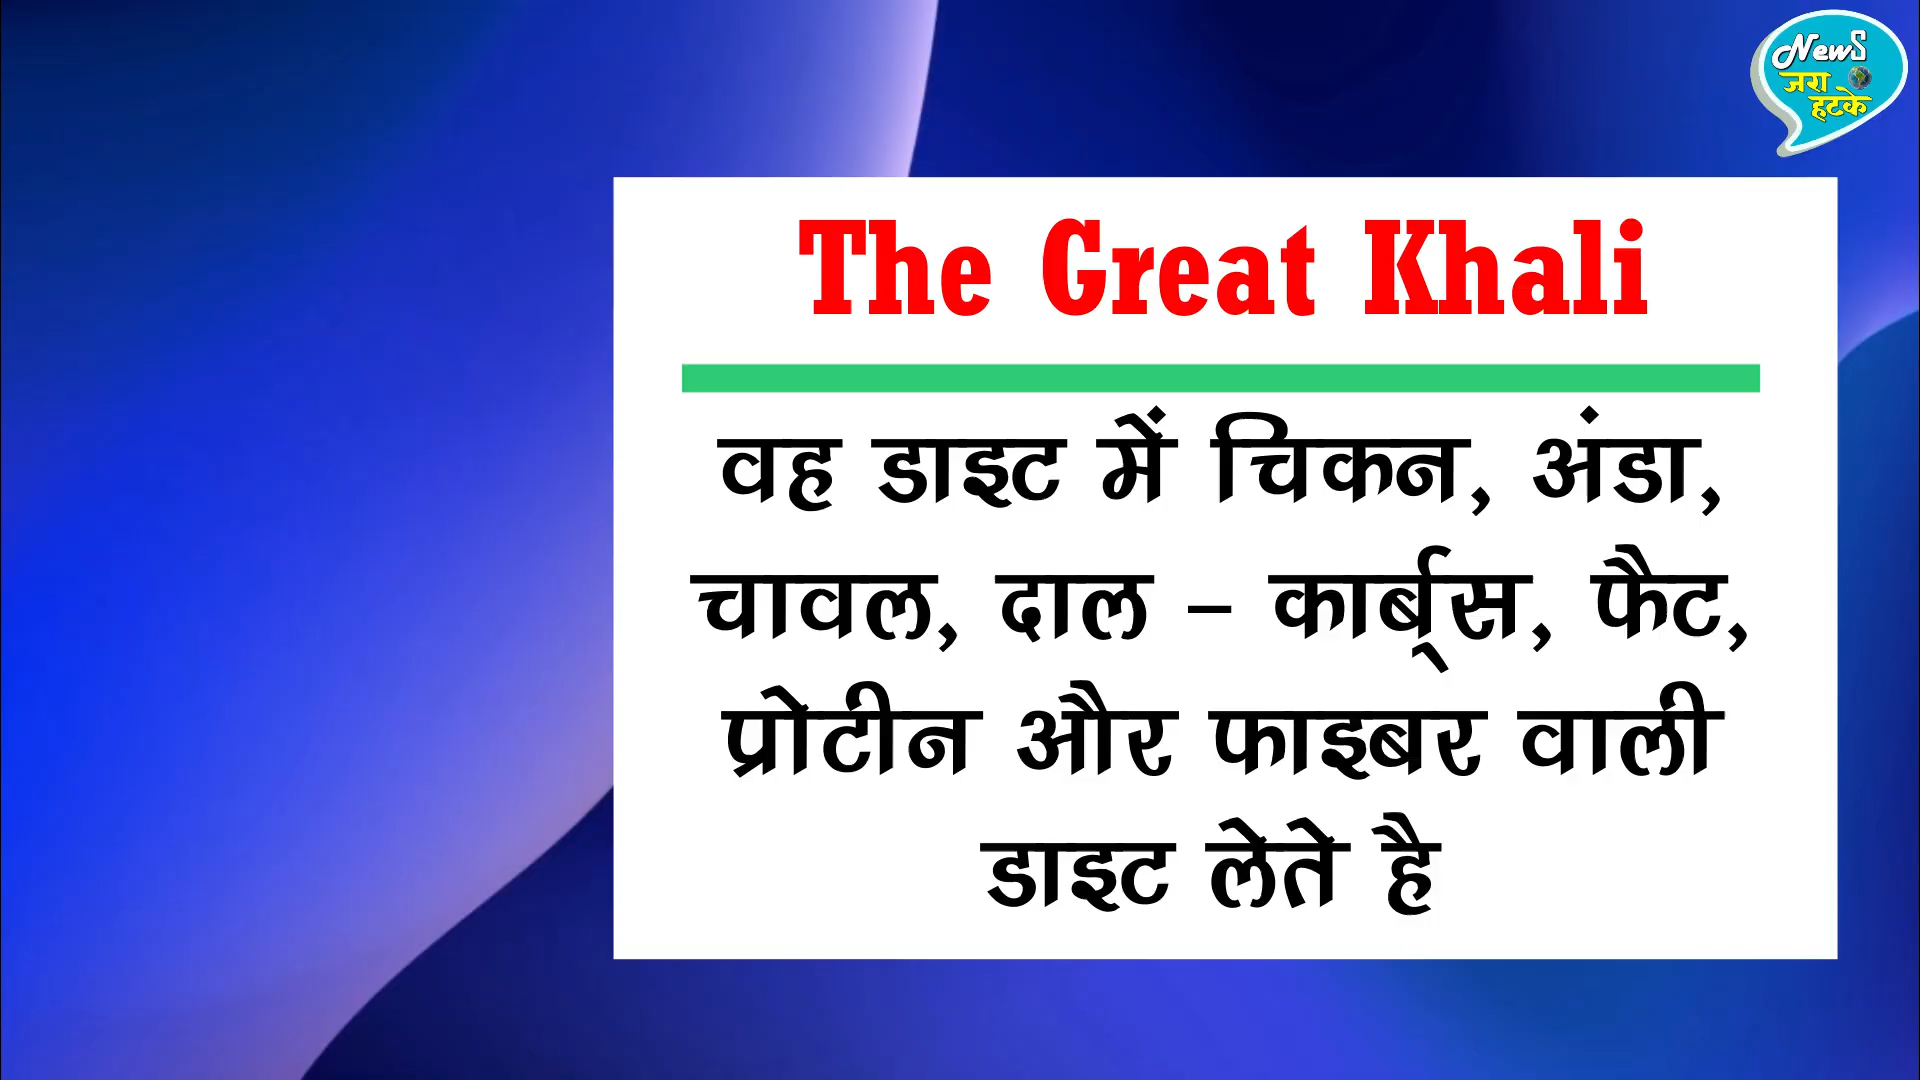 NewS
जरा
हटके
The Great Khali
वह डाइट में चिकन, अंडा,
चावल, दाल – कार्ब्स, फैट,
प्रोटीन और फाइबर वाली
डाइट लेते है